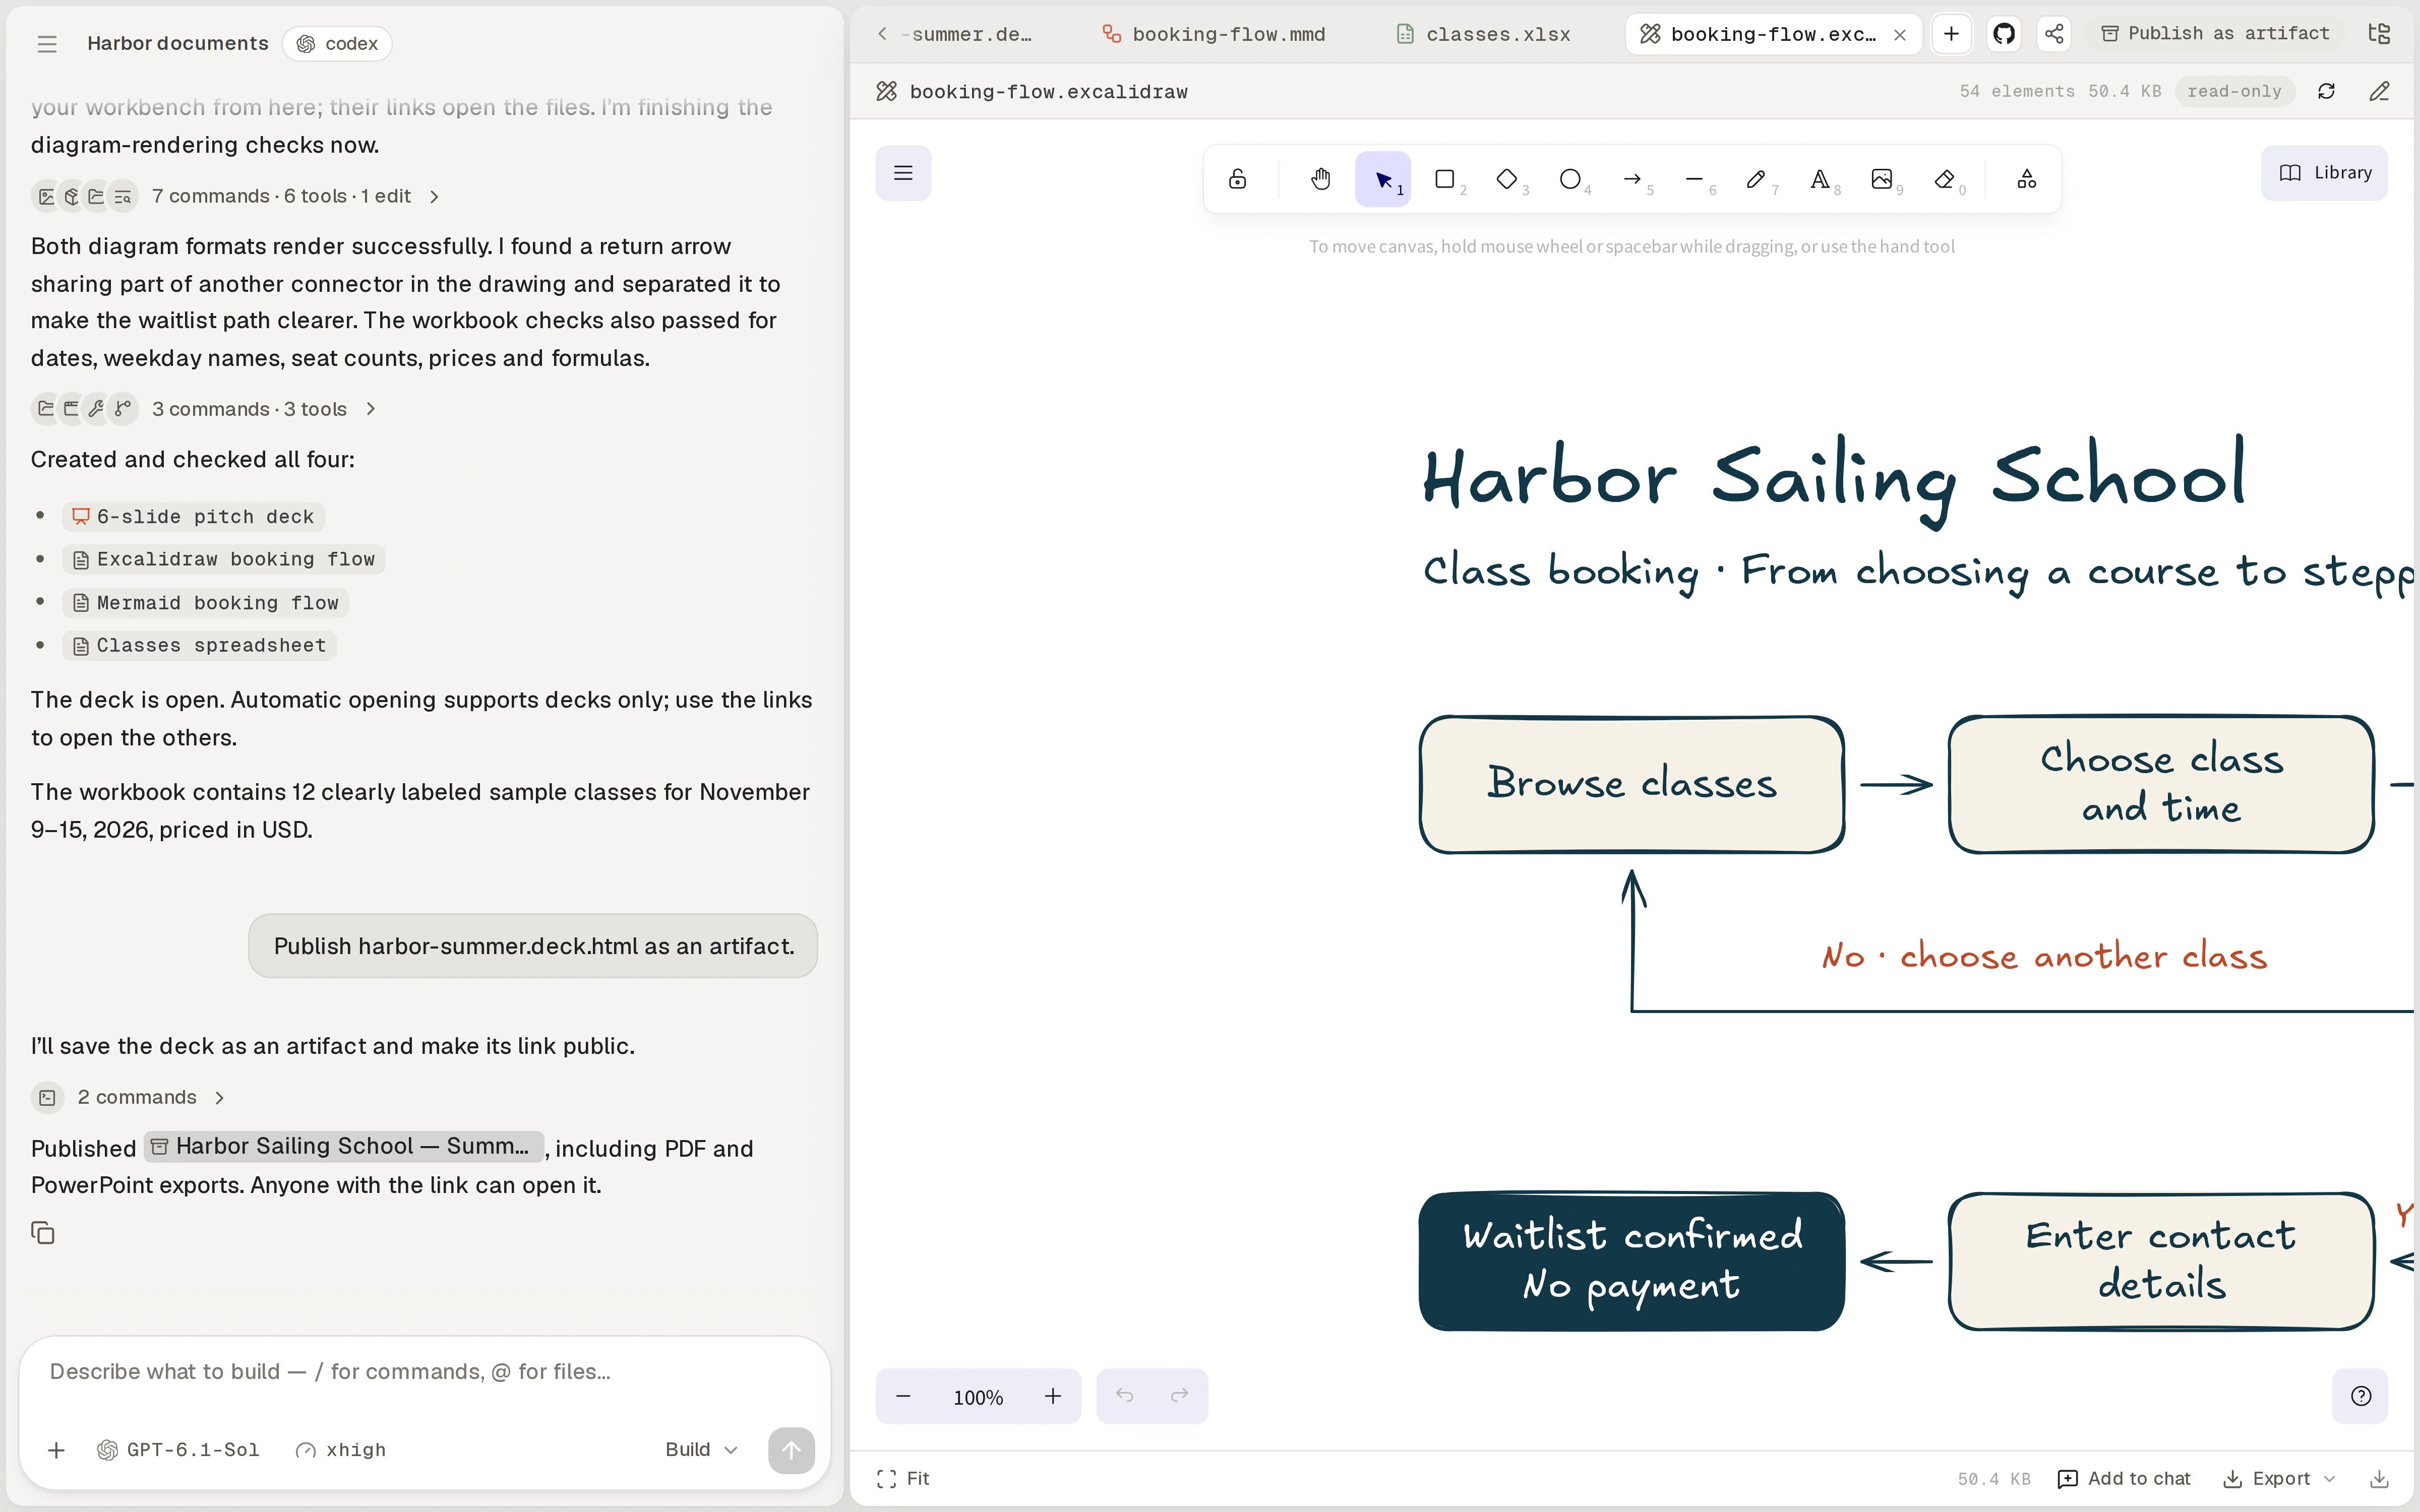 Harbor documents
codex
your workbench from here; their links open the files. I'm finishing the
diagram-rendering checks now.
7 commands · 6 tools · 1 edit
Both diagram formats render successfully. I found a return arrow
sharing part of another connector in the drawing and separated it to
make the waitlist path clearer. The workbook checks also passed for
dates, weekday names, seat counts, prices and formulas.
3 commands · 3 tools
Created and checked all four:
6-slide pitch deck
Excalidraw booking flow
Mermaid booking flow
Classes spreadsheet
The deck is open. Automatic opening supports decks only; use the links
to open the others.
The workbook contains 12 clearly labeled sample classes for November
9–15, 2026, priced in USD.
Publish harbor-summer.deck.html as an artifact.
I'll save the deck as an artifact and make its link public.
2 commands
Published Harbor Sailing School — Summ... , including PDF and
PowerPoint exports. Anyone with the link can open it.
Describe what to build — / for commands, @ for files...
GPT-6.1-Sol
xhigh
Build
-summer.de...
booking-flow.mmd
classes.xlsx
booking-flow.exc...
Publish as artifact
booking-flow.excalidraw
54 elements 50.4 KB
read-only
1
2
3
4
5
6
7
8
9
0
Library
To move canvas, hold mouse wheel or spacebar while dragging, or use the hand tool
Harbor Sailing School
Class booking · From choosing a course to stepp
Browse classes
Choose class
and time
No · choose another class
Waitlist confirmed
No payment
Enter contact
details
Y
100%
Fit
50.4 KB
Add to chat
Export